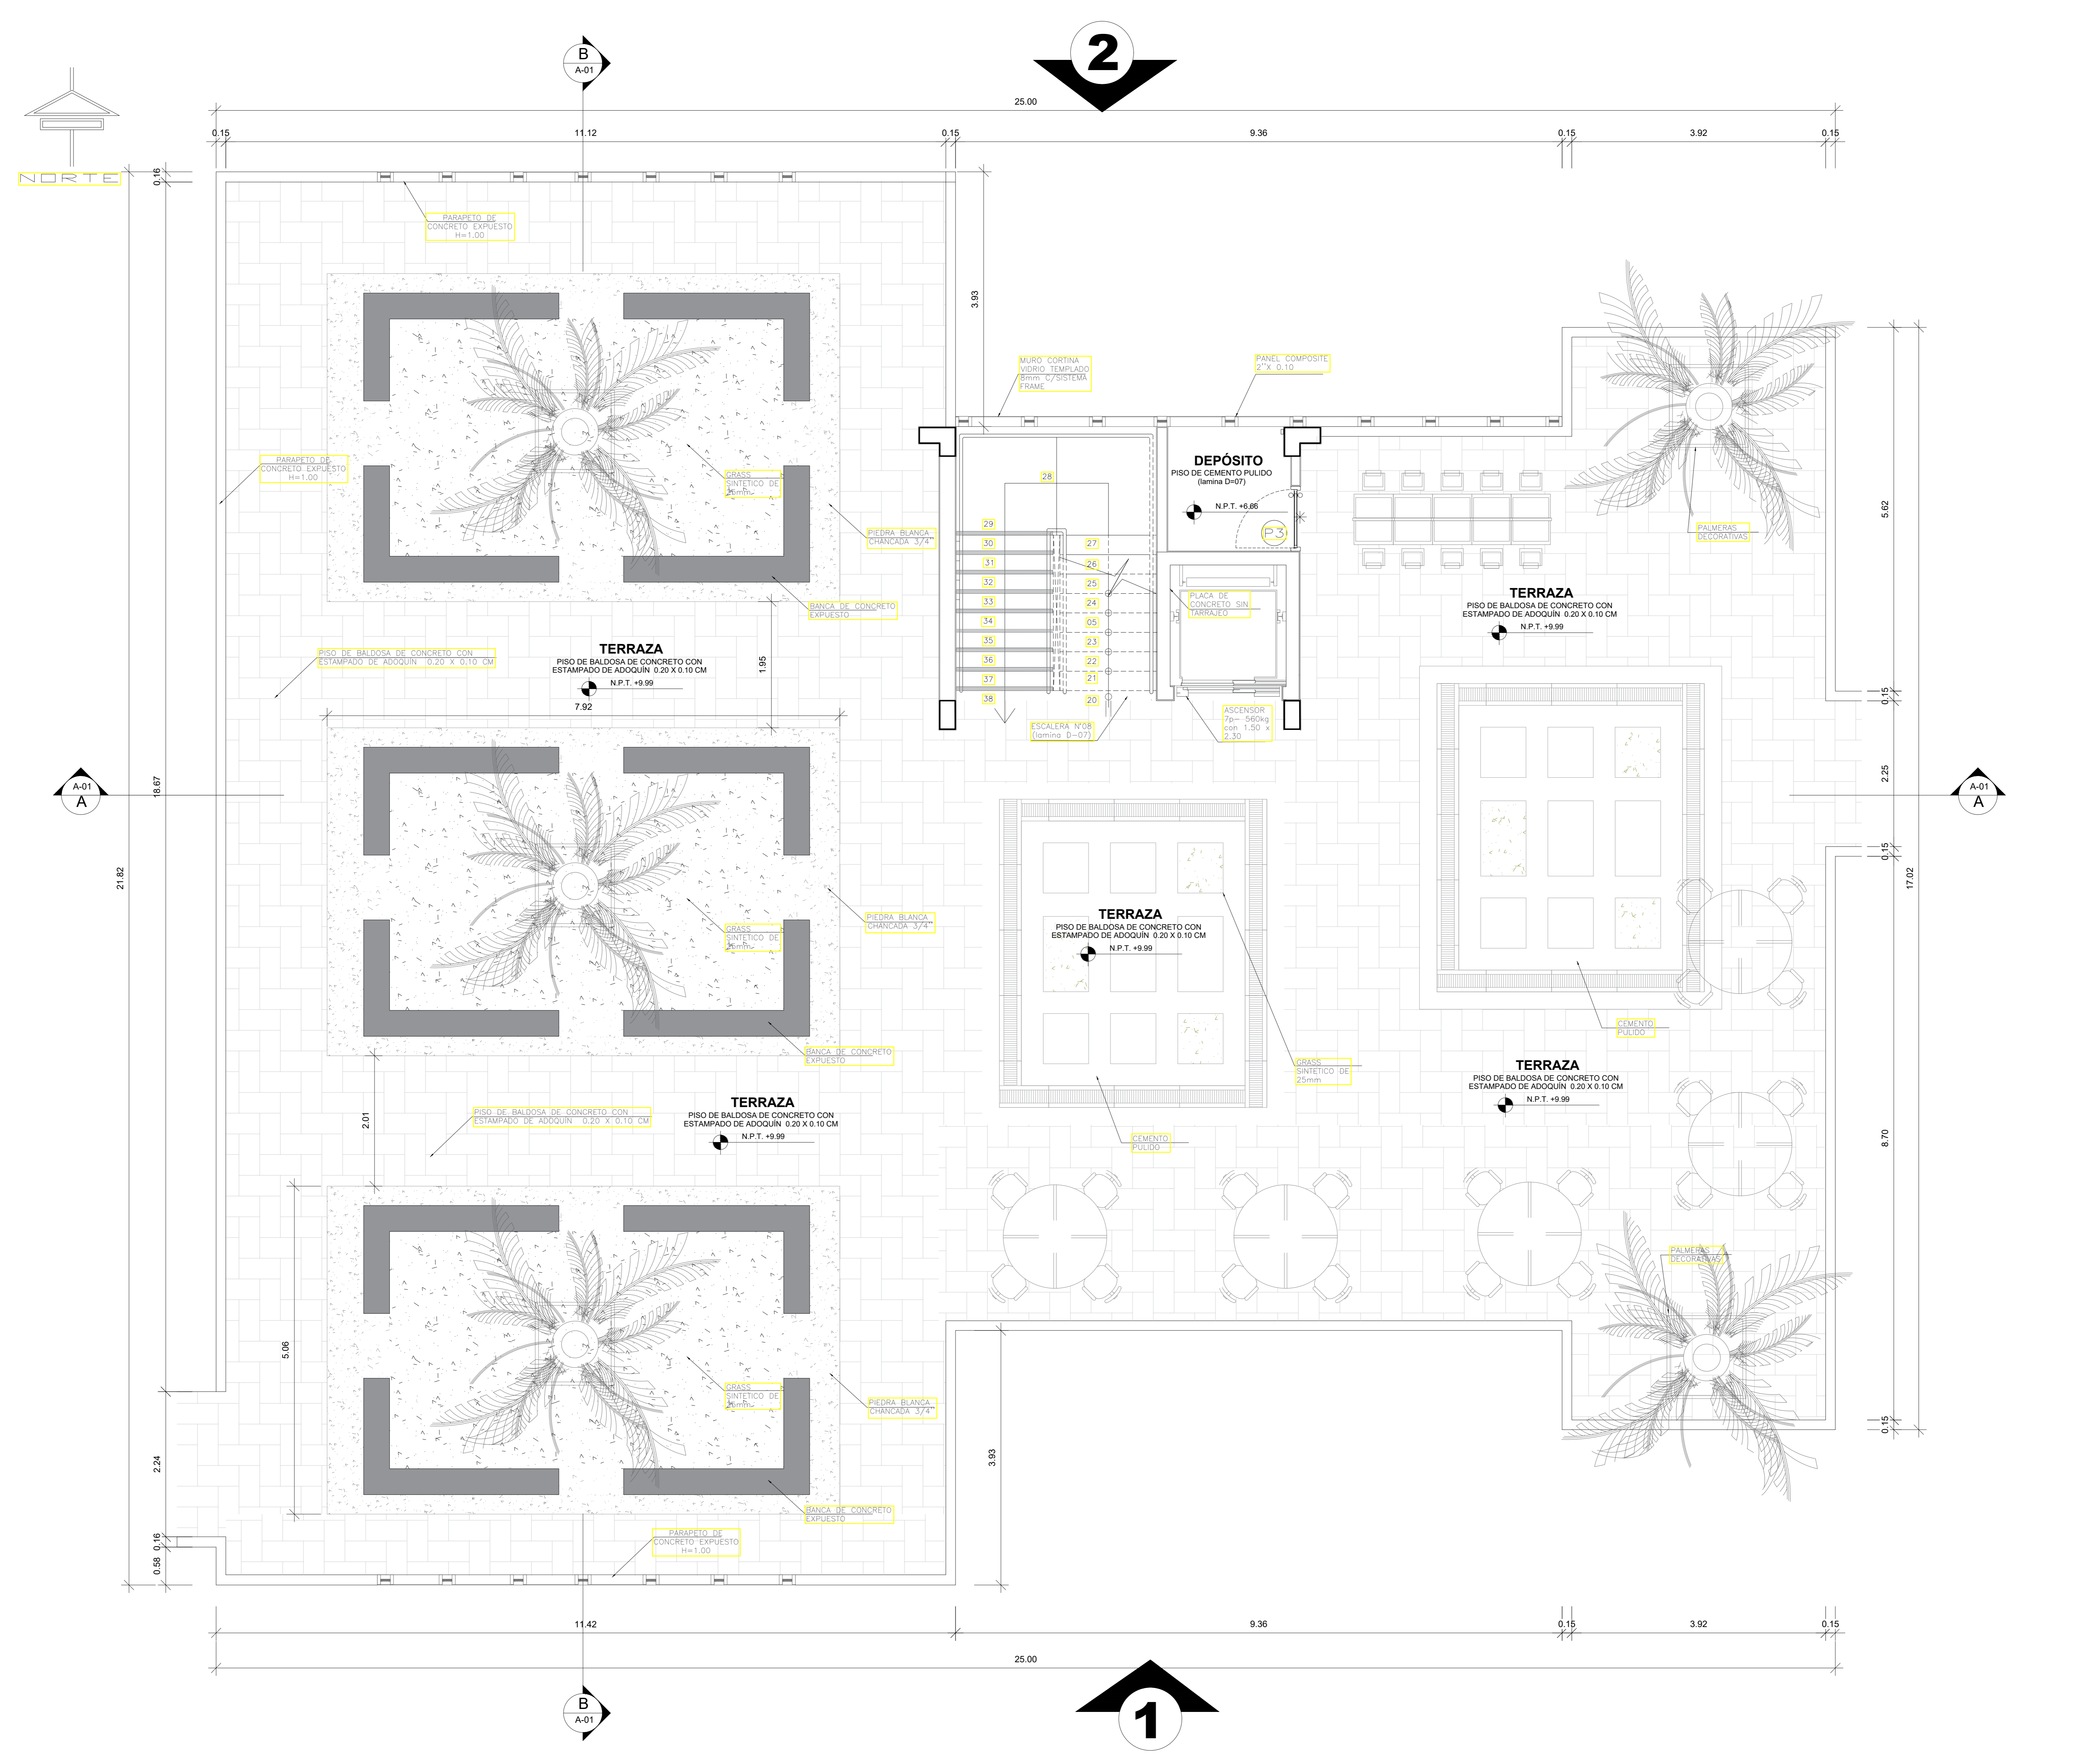 B
A-01
2
25.00
0.15
11.12
0.15
9.36
0.15
3.92
0.15
NORTE
0.16
PARAPETO DE
CONCRETO EXPUESTO
H=1.00
3.93
MURO CORTINA
VIDRIO TEMPLADO
8mm C/SISTEMA
FRAME
PANEL COMPOSITE
2"X 0.10
PARAPETO DE
CONCRETO EXPUESTO
H=1.00
GRASS
SINTETICO DE
25mm
PIEDRA BLANCA
CHANCADA 3/4"
BANCA DE CONCRETO
EXPUESTO
28
29
30
31
32
33
34
35
36
37
38
27
26
25
24
05
23
22
21
20
DEPÓSITO
PISO DE CEMENTO PULIDO
(lamina D=07)
N.P.T. +6.66
P3
PLACA DE
CONCRETO SIN
TARRAJEO
ASCENSOR
7p- 560kg
con 1.50 x
2.30
ESCALERA N°08
(lamina D-07)
PALMERAS
DECORATIVAS
5.62
TERRAZA
PISO DE BALDOSA DE CONCRETO CON
ESTAMPADO DE ADOQUÍN 0.20 X 0.10 CM
N.P.T. +9.99
TERRAZA
PISO DE BALDOSA DE CONCRETO CON
ESTAMPADO DE ADOQUÍN 0.20 X 0.10 CM
N.P.T. +9.99
7.92
1.95
PISO DE BALDOSA DE CONCRETO CON
ESTAMPADO DE ADOQUÍN 0.20 X 0.10 CM
0.15
2.25
0.15
17.02
A-01
A
A-01
A
18.67
21.82
GRASS
SINTETICO DE
25mm
PIEDRA BLANCA
CHANCADA 3/4"
BANCA DE CONCRETO
EXPUESTO
TERRAZA
PISO DE BALDOSA DE CONCRETO CON
ESTAMPADO DE ADOQUÍN 0.20 X 0.10 CM
N.P.T. +9.99
CEMENTO
PULIDO
GRASS
SINTETICO DE
25mm
CEMENTO
PULIDO
TERRAZA
PISO DE BALDOSA DE CONCRETO CON
ESTAMPADO DE ADOQUÍN 0.20 X 0.10 CM
N.P.T. +9.99
8.70
2.01
PISO DE BALDOSA DE CONCRETO CON
ESTAMPADO DE ADOQUÍN 0.20 X 0.10 CM
TERRAZA
PISO DE BALDOSA DE CONCRETO CON
ESTAMPADO DE ADOQUÍN 0.20 X 0.10 CM
N.P.T. +9.99
PALMERAS
DECORATIVAS
0.15
5.06
GRASS
SINTETICO DE
25mm
PIEDRA BLANCA
CHANCADA 3/4"
BANCA DE CONCRETO
EXPUESTO
3.93
2.24
0.16
0.58
PARAPETO DE
CONCRETO EXPUESTO
H=1.00
11.42
9.36
0.15
3.92
0.15
25.00
B
A-01
1